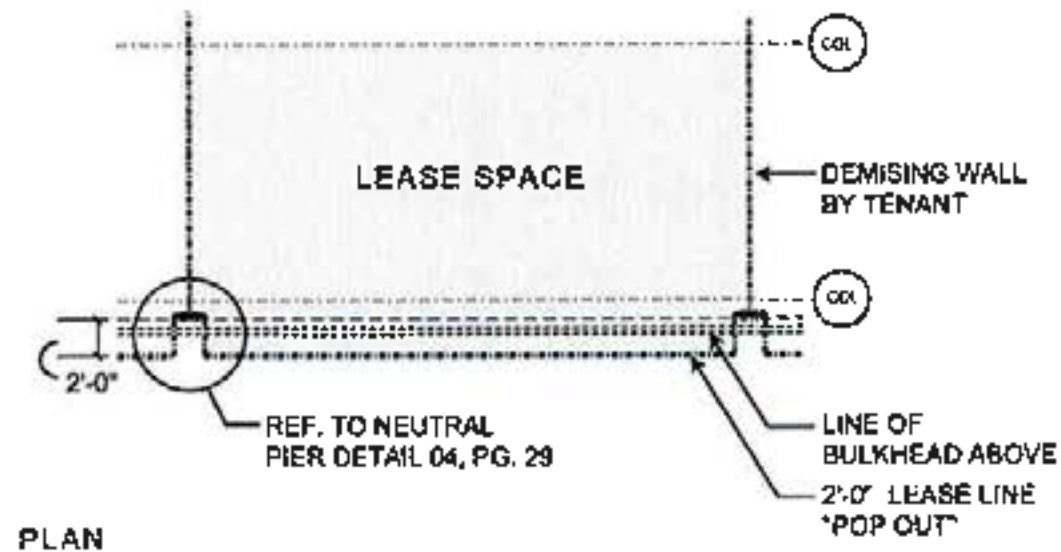 COL
LEASE SPACE
DEMISING WALL
BY TENANT
COL
2'-0"
REF. TO NEUTRAL
PIER DETAIL 04, PG. 29
LINE OF
BULKHEAD ABOVE
2'-0" LEASE LINE
"POP OUT"
PLAN